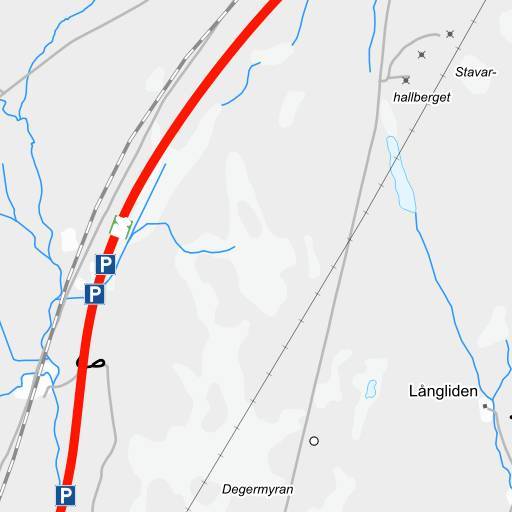 Stavar-
hallberget
P
P
Långliden
Degermyran
P